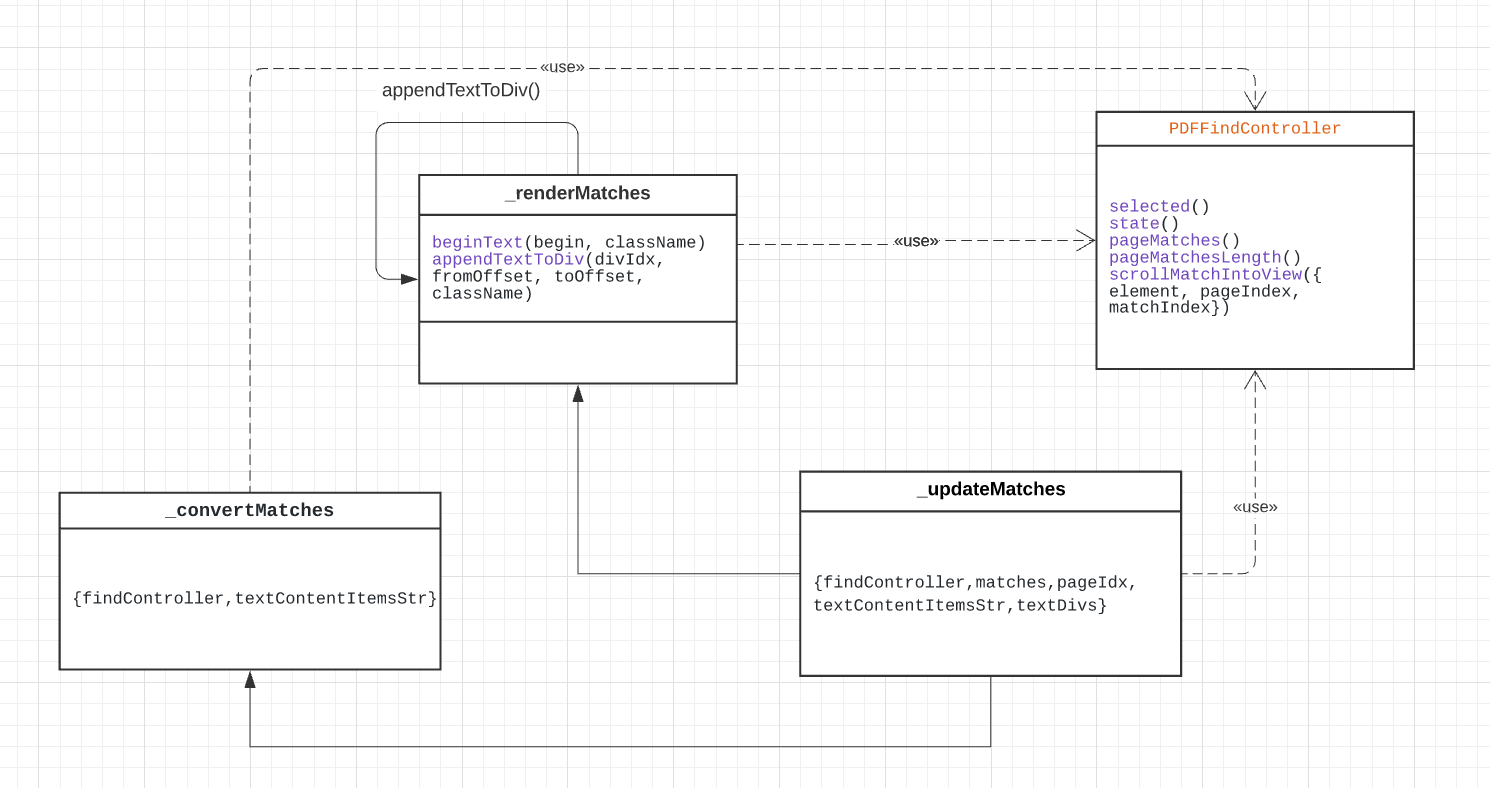 «use»
appendTextToDiv()
PDFFindController
selected()
state()
pageMatches()
pageMatchesLength()
scrollMatchIntoView({
element, pageIndex,
matchIndex})
_renderMatches
beginText(begin, className)
appendTextToDiv(divIdx,
fromOffset, toOffset,
className)
«use»
_convertMatches
{findController,textContentItemsStr}
_updateMatches
{findController,matches,pageIdx,
textContentItemsStr,textDivs}
«use»